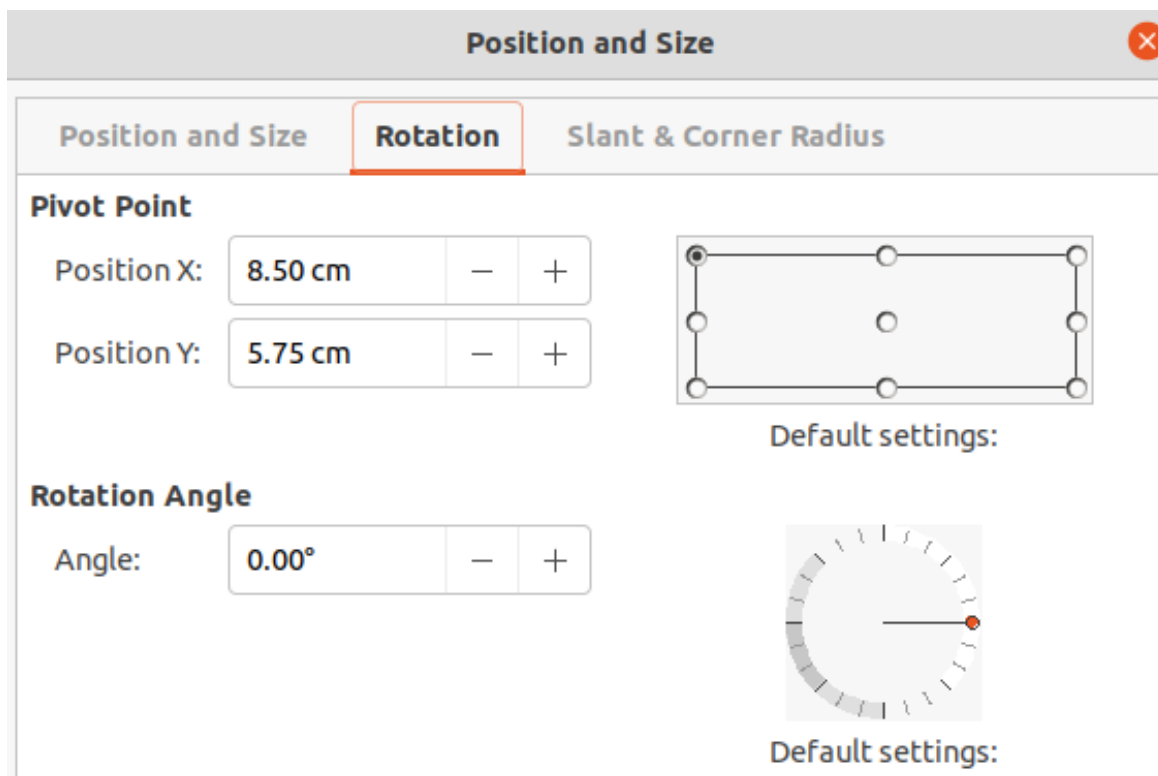 Position and Size
Position and Size Rotation Slant & Corner Radius
Pivot Point
Position X: 8.50 cm − +
Position Y: 5.75 cm − +
Default settings:
Rotation Angle
Angle: 0.00° − +
Default settings: